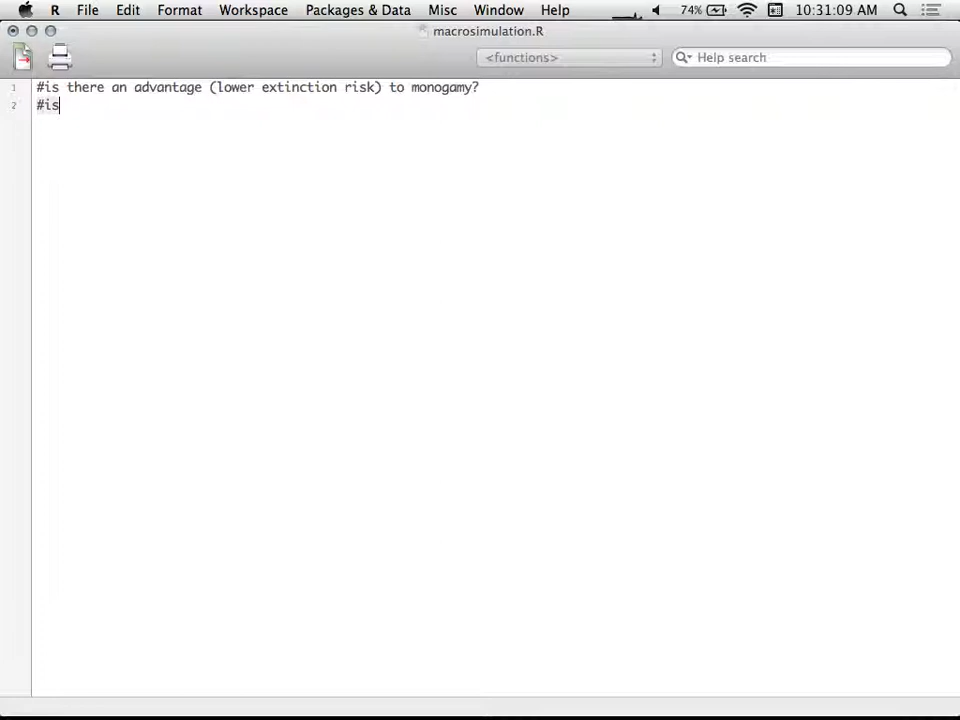 R File Edit Format Workspace Packages & Data Misc Window Help 74% 10:31:09 AM
macrosimulation.R
<functions> Help search
1 #is there an advantage (lower extinction risk) to monogamy?
2 #is